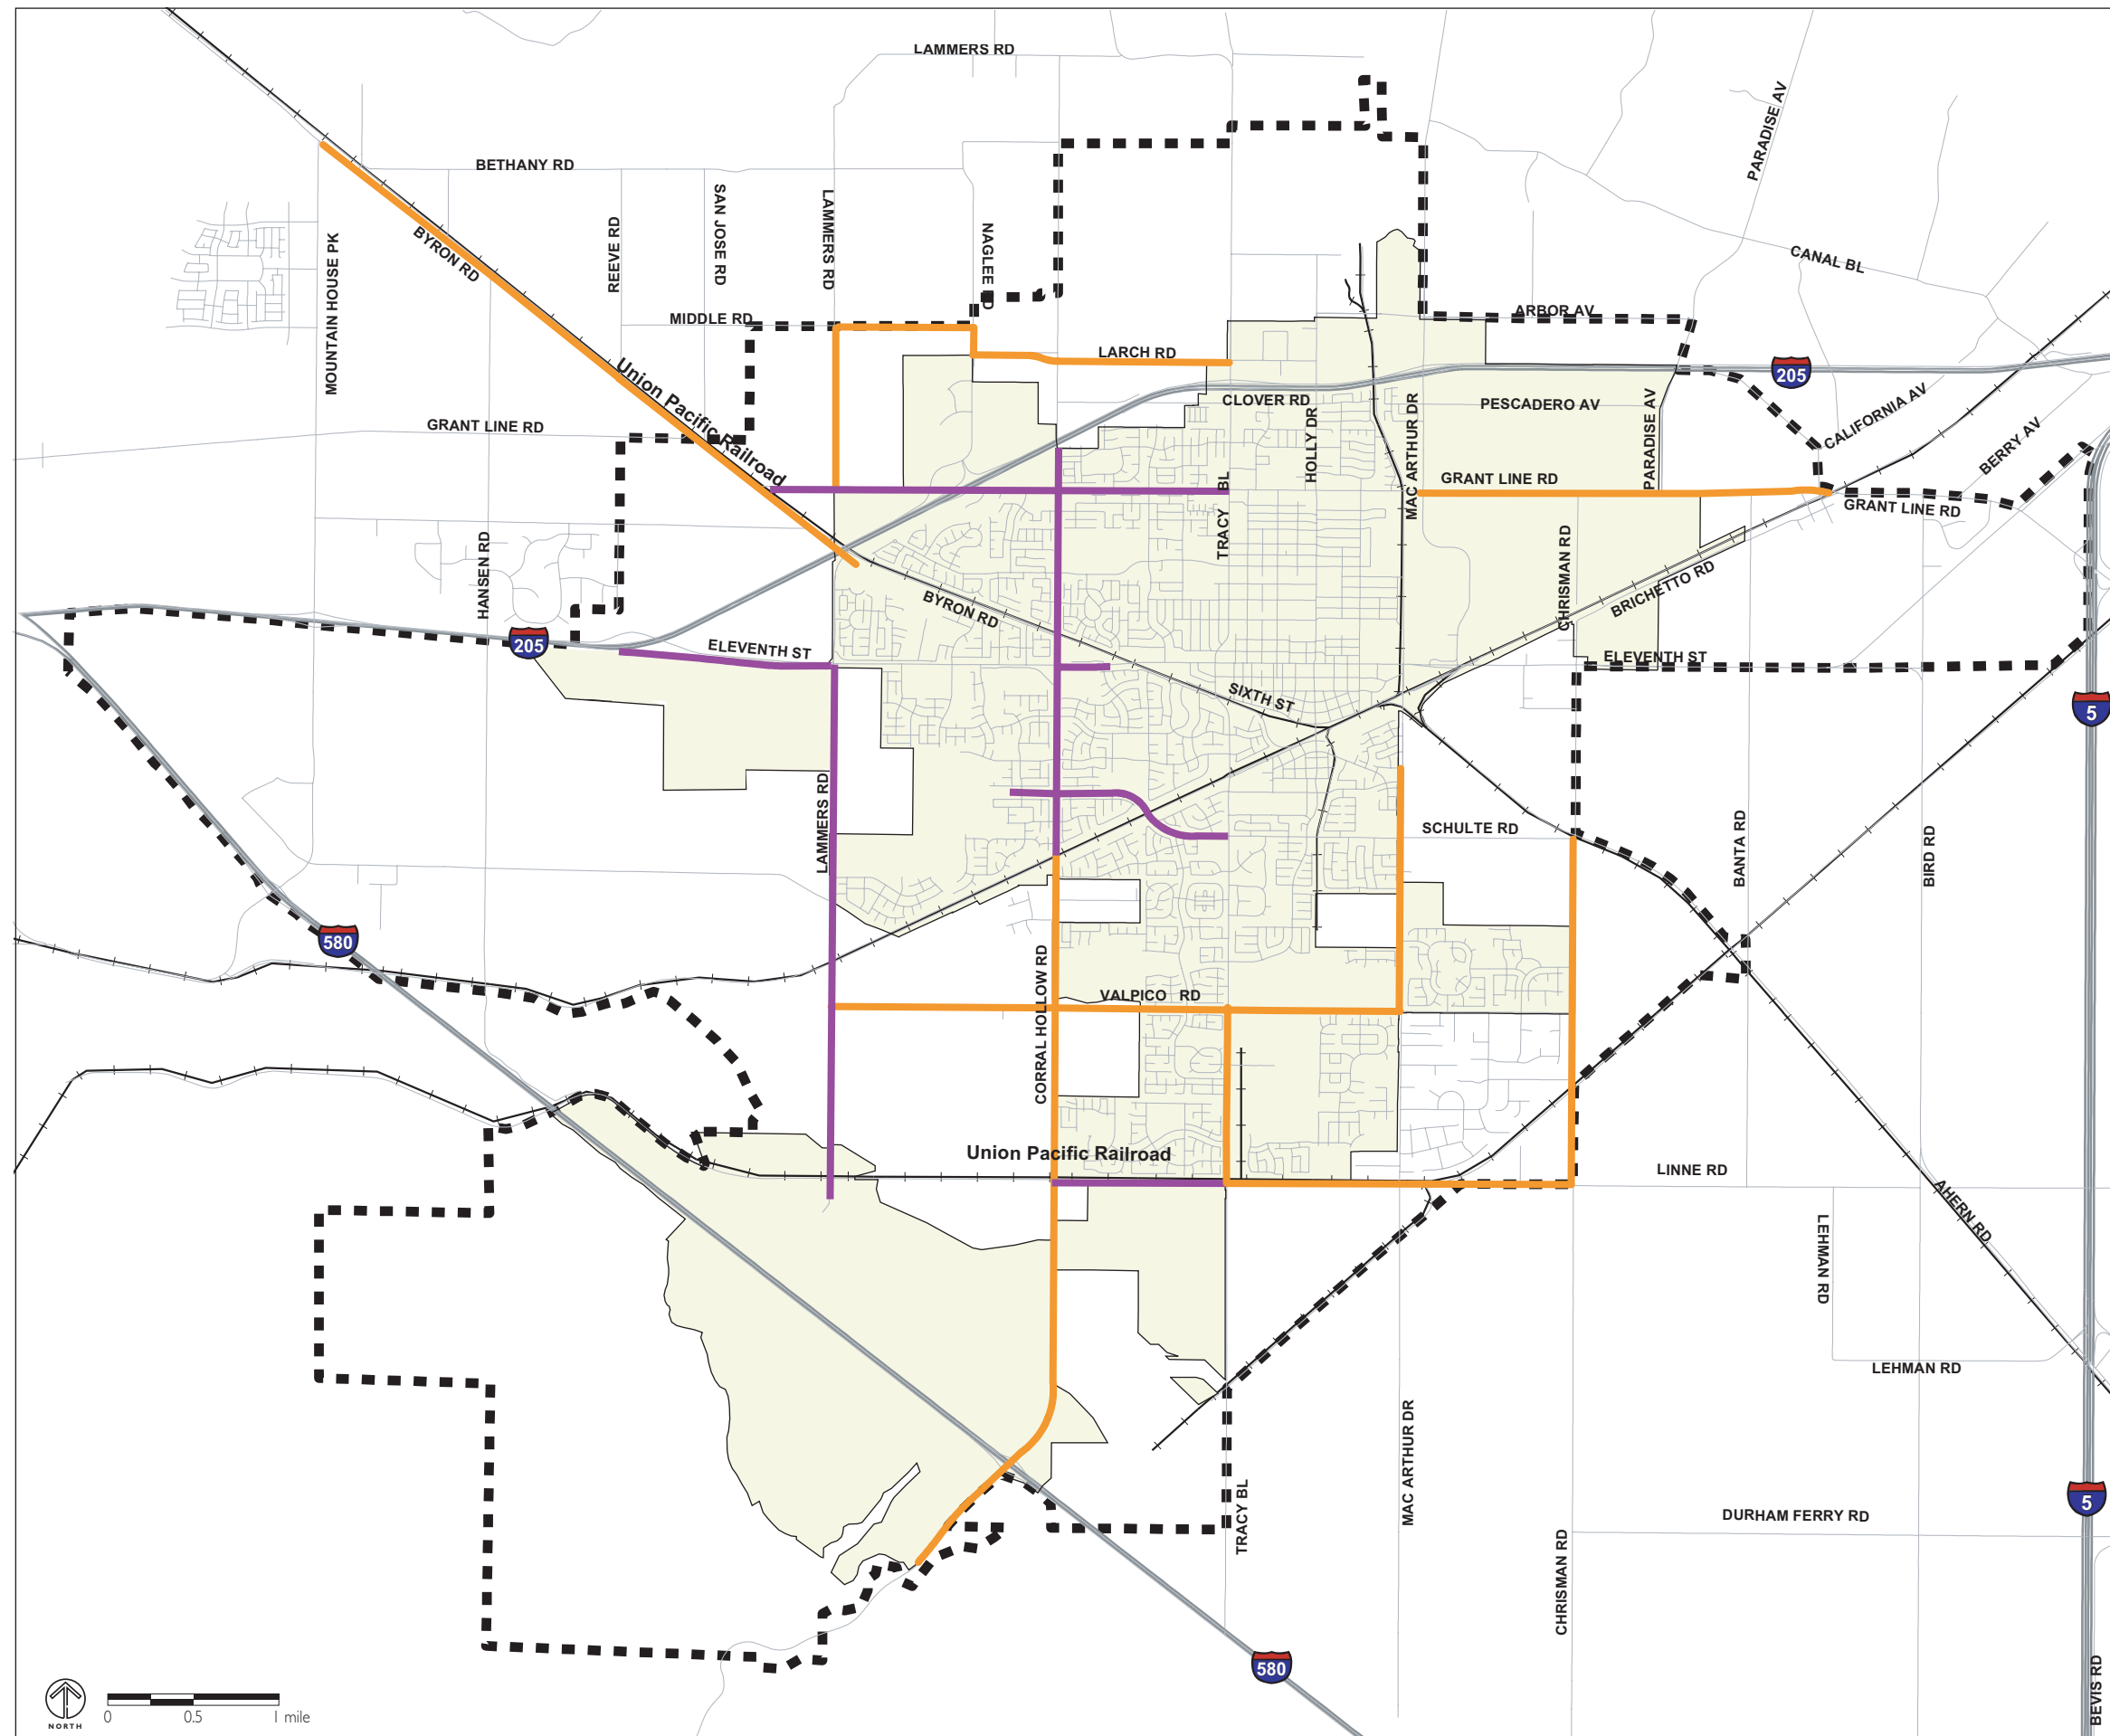 LAMMERS RD
PARADISE AV
BETHANY RD
SAN JOSE RD
LAMMERS RD
REEVE RD
NAGLEE RD
BYRON RD
MOUNTAIN HOUSE PK
CANAL BL
MIDDLE RD
ARBOR AV
LARCH RD
Union Pacific Railroad
205
CLOVER RD
PESCADERO AV
HOLLY DR
MAC ARTHUR DR
PARADISE AV
CALIFORNIA AV
BERRY AV
GRANT LINE RD
GRANT LINE RD
GRANT LINE RD
TRACY BL
HANSEN RD
CHRISMAN RD
BRICHETTO RD
BYRON RD
205
ELEVENTH ST
ELEVENTH ST
SIXTH ST
5
LAMMERS RD
SCHULTE RD
BANTA RD
BIRD RD
580
CORRAL HOLLOW RD
VALPICO RD
Union Pacific Railroad
LINNE RD
AHERN RD
LEHMAN RD
LEHMAN RD
MAC ARTHUR DR
TRACY BL
5
DURHAM FERRY RD
CHRISMAN RD
580
BEVIS RD
NORTH
0 0.5 1 mile